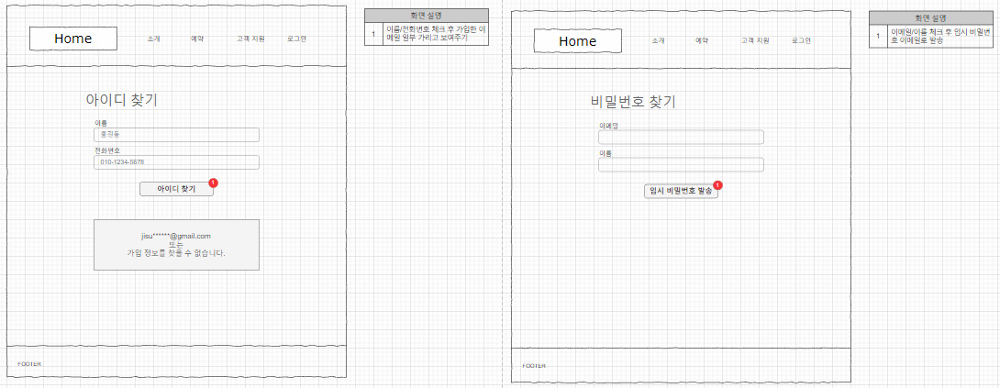 Home
소개 예약 고객 지원 로그인
화면 설명
1 이름/전화번호 체크 후 가입한 이
메일 일부 가리고 보여주기
아이디 찾기
이름
홍길동
전화번호
010-1234-5678
아이디 찾기
1
jisu******@gmail.com
또는
가입 정보를 찾을 수 없습니다.
FOOTER
Home
소개 예약 고객 지원 로그인
화면 설명
1 이메일/이름 체크 후 임시 비밀번
호 이메일로 발송
비밀번호 찾기
이메일
이름
임시 비밀번호 발송
1
FOOTER